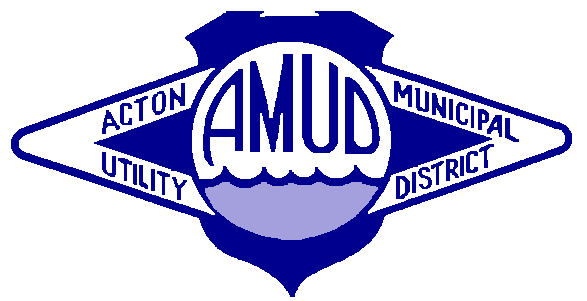 ACTON
MUNICIPAL
AMUD
UTILITY
DISTRICT